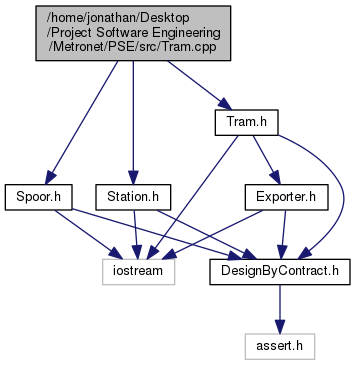 /home/jonathan/Desktop
/Project Software Engineering
/Metronet/PSE/src/Tram.cpp
Tram.h
Spoor.h
Station.h
Exporter.h
iostream
DesignByContract.h
assert.h